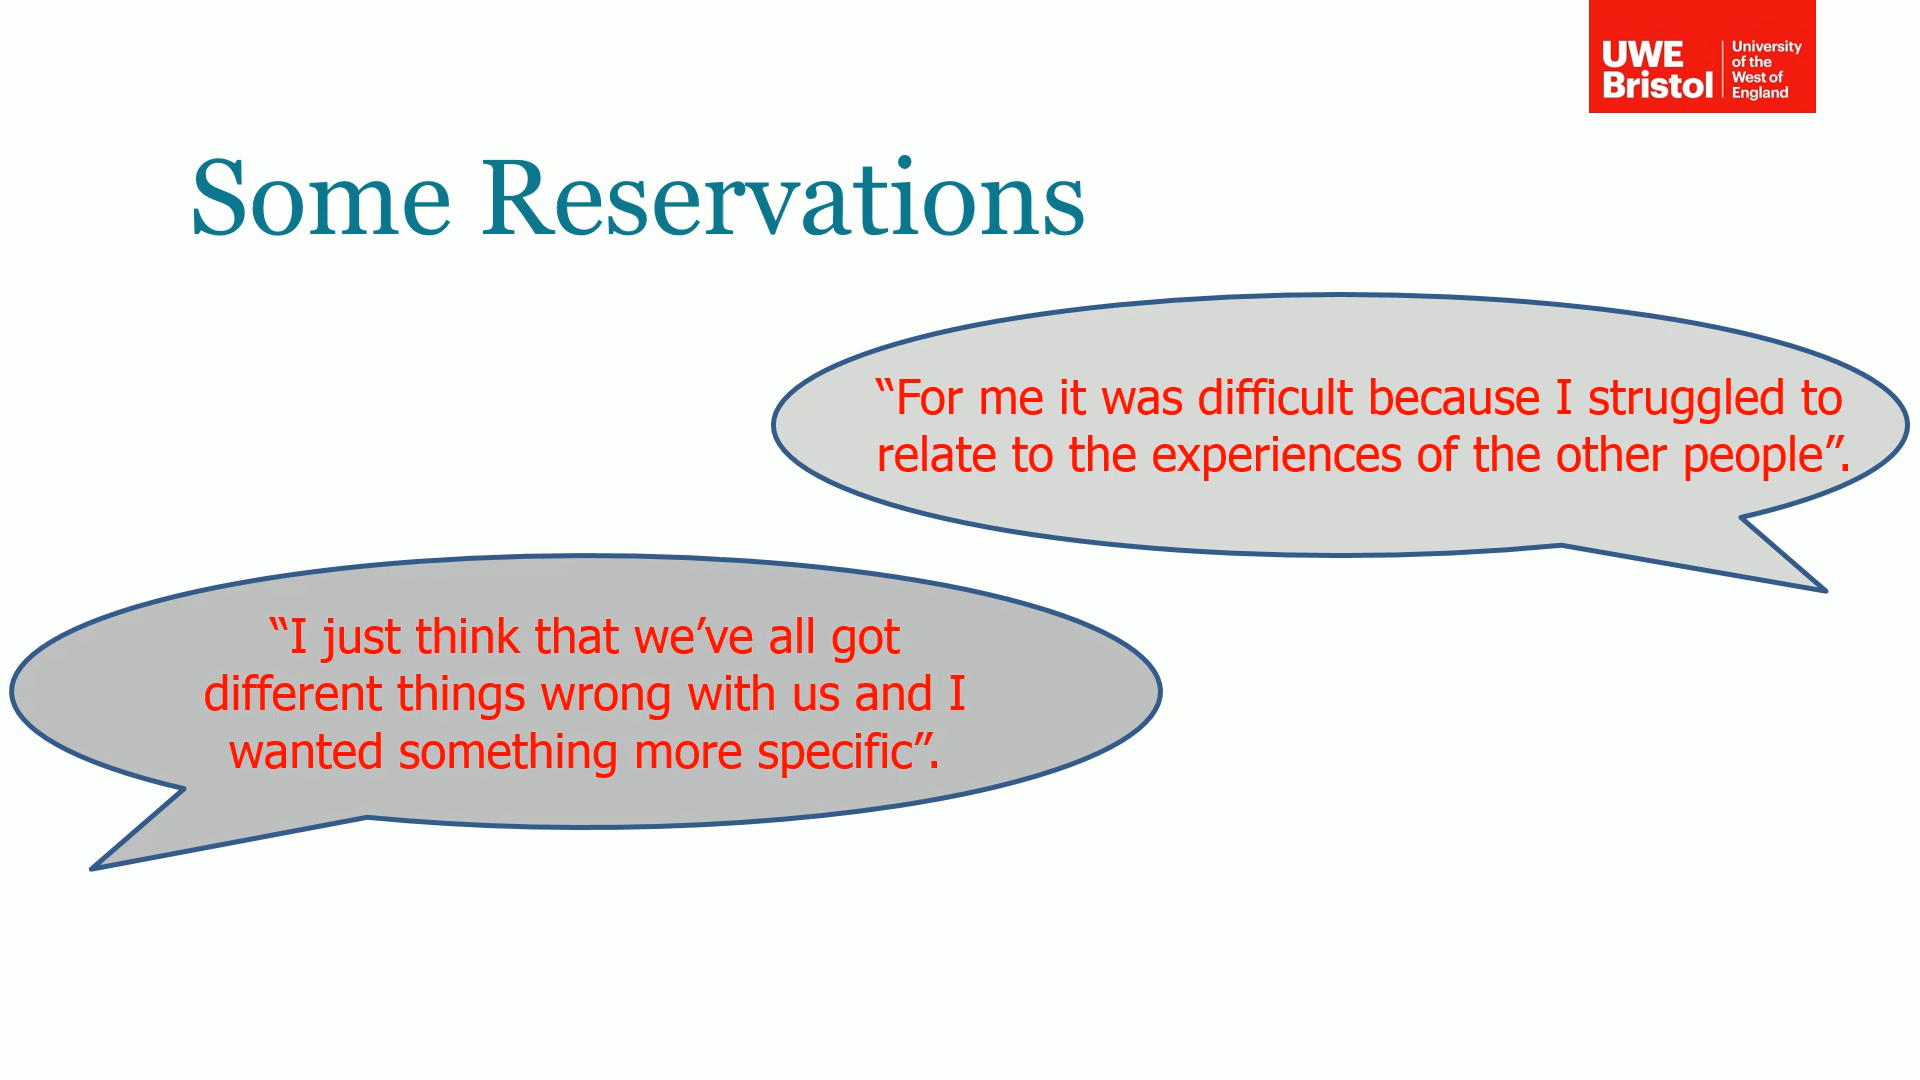 UWE
Bristol
University
of the
West of
England
Some Reservations
“For me it was difficult because I struggled to
relate to the experiences of the other people”.
“I just think that we’ve all got
different things wrong with us and I
wanted something more specific”.